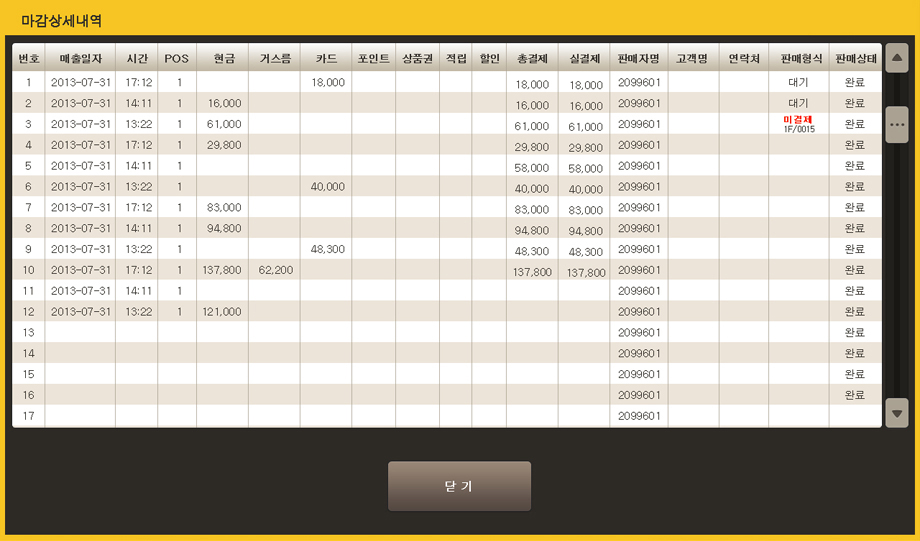 마감상세내역
번호 매출일자 시간 POS 현금 거스름 카드 포인트 상품권 적립 할인 총결제 실결제 판매자명 고객명 연락처 판매형식 판매상태
1 2013-07-31 17:12 1 18,000 18,000 18,000 2099601 대기 완료
2 2013-07-31 14:11 1 16,000 16,000 16,000 2099601 대기 완료
3 2013-07-31 13:22 1 61,000 61,000 61,000 2099601 미결제 완료
1F/0015
4 2013-07-31 17:12 1 29,800 29,800 29,800 2099601 완료
5 2013-07-31 14:11 1 58,000 58,000 2099601 완료
6 2013-07-31 13:22 1 40,000 40,000 40,000 2099601 완료
7 2013-07-31 17:12 1 83,000 83,000 83,000 2099601 완료
8 2013-07-31 14:11 1 94,800 94,800 94,800 2099601 완료
9 2013-07-31 13:22 1 48,300 48,300 48,300 2099601 완료
10 2013-07-31 17:12 1 137,800 62,200 137,800 137,800 2099601 완료
11 2013-07-31 14:11 1 2099601 완료
12 2013-07-31 13:22 1 121,000 2099601 완료
13 2099601 완료
14 2099601 완료
15 2099601 완료
16 2099601 완료
17 2099601
닫 기